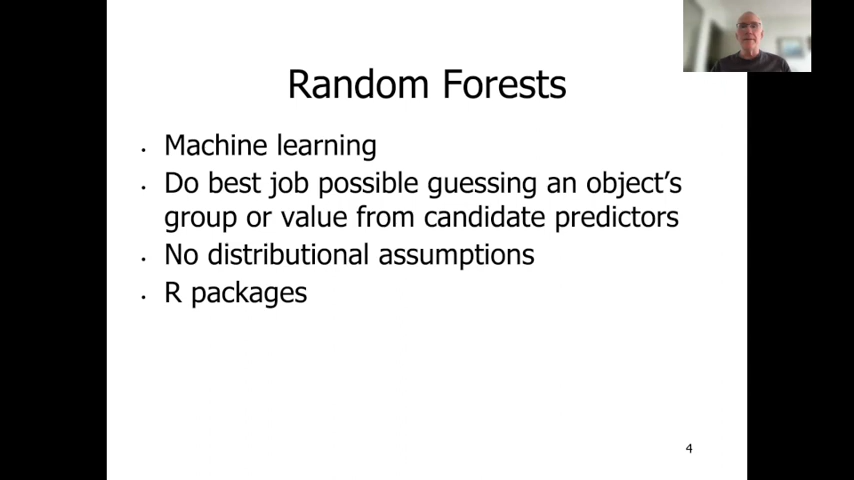 Random Forests
• Machine learning
• Do best job possible guessing an object's
group or value from candidate predictors
• No distributional assumptions
• R packages
4